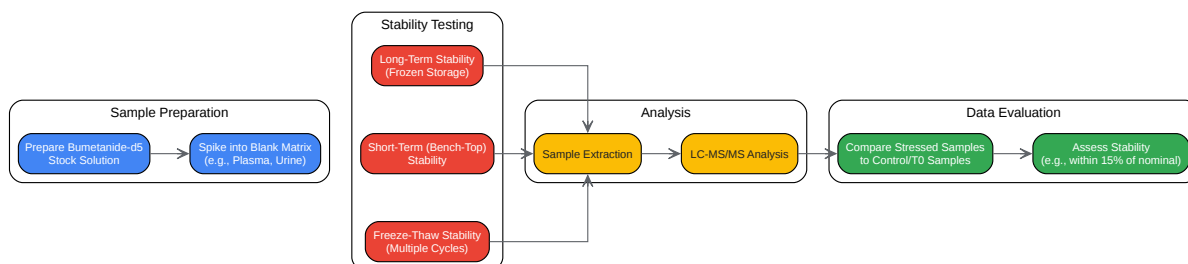 Sample Preparation
Prepare Bumetanide-d5
Stock Solution
Spike into Blank Matrix
(e.g., Plasma, Urine)
Stability Testing
Long-Term Stability
(Frozen Storage)
Short-Term (Bench-Top)
Stability
Freeze-Thaw Stability
(Multiple Cycles)
Analysis
Sample Extraction
LC-MS/MS Analysis
Data Evaluation
Compare Stressed Samples
to Control/T0 Samples
Assess Stability
(e.g., within 15% of nominal)